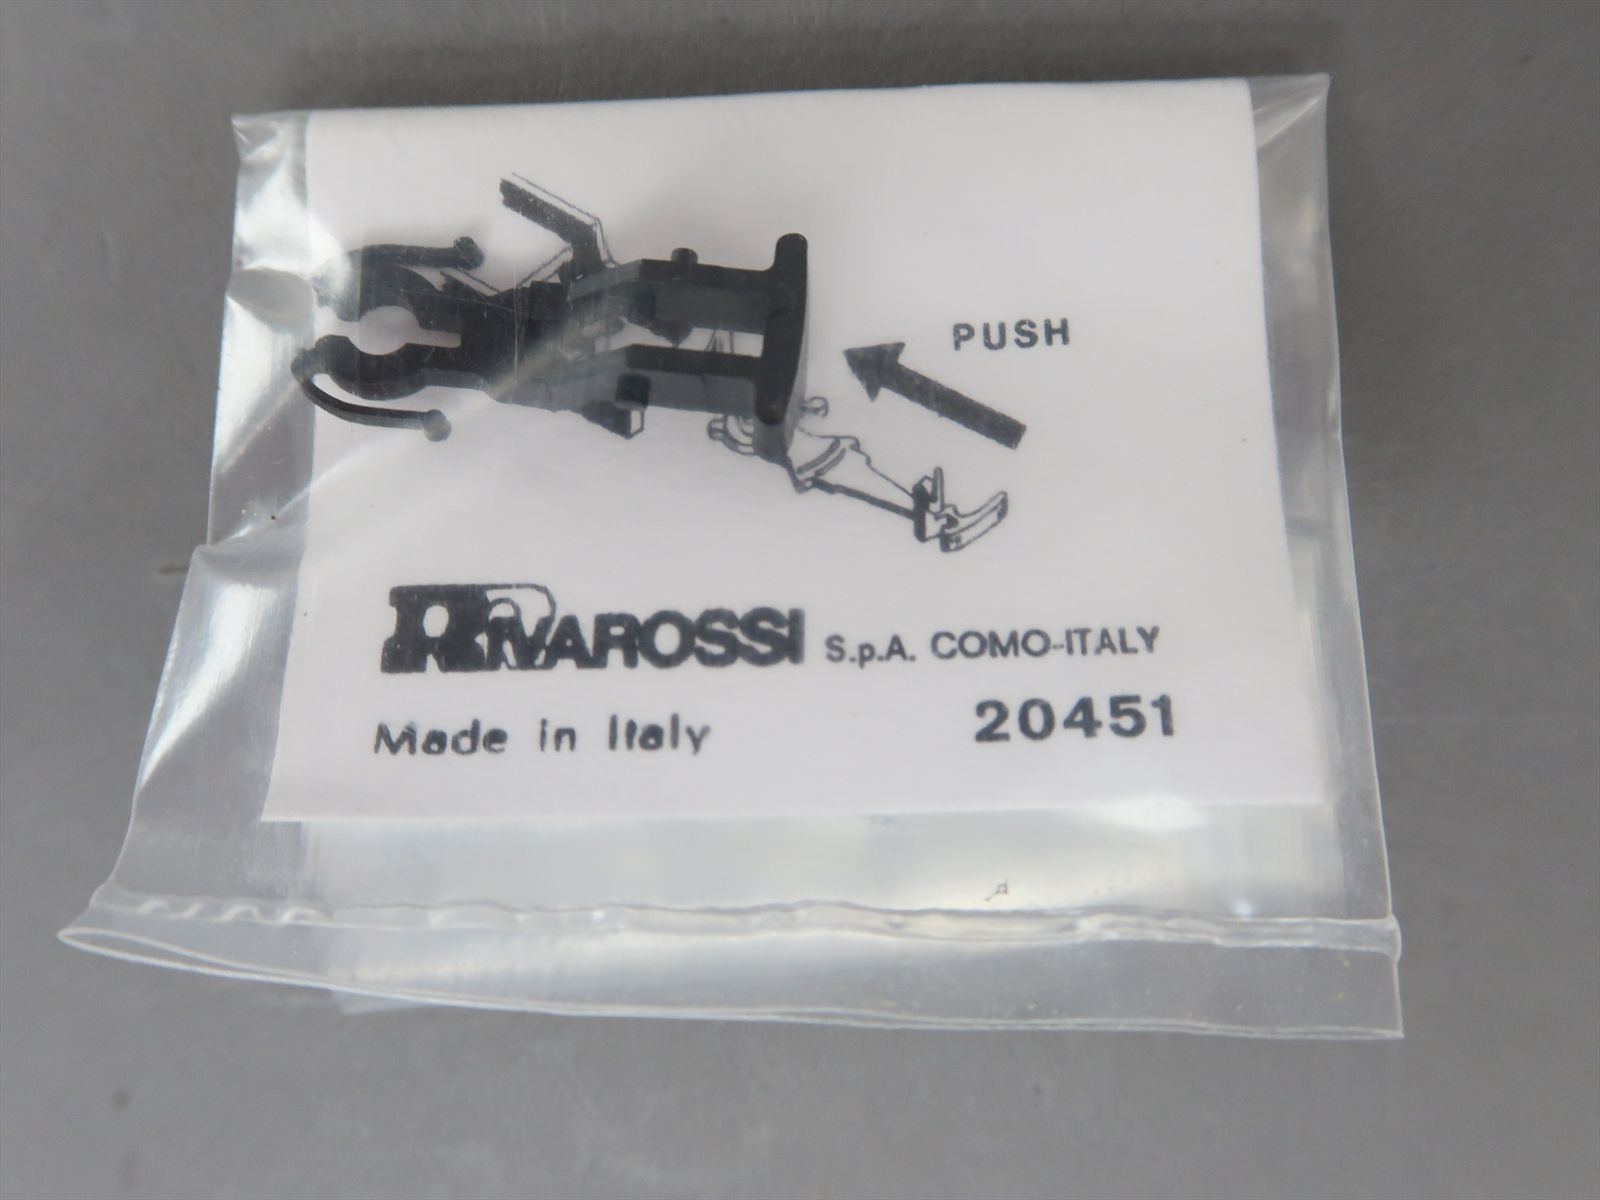 PUSH
RIVAROSSI S.p.A. COMO-ITALY
Made in Italy
20451